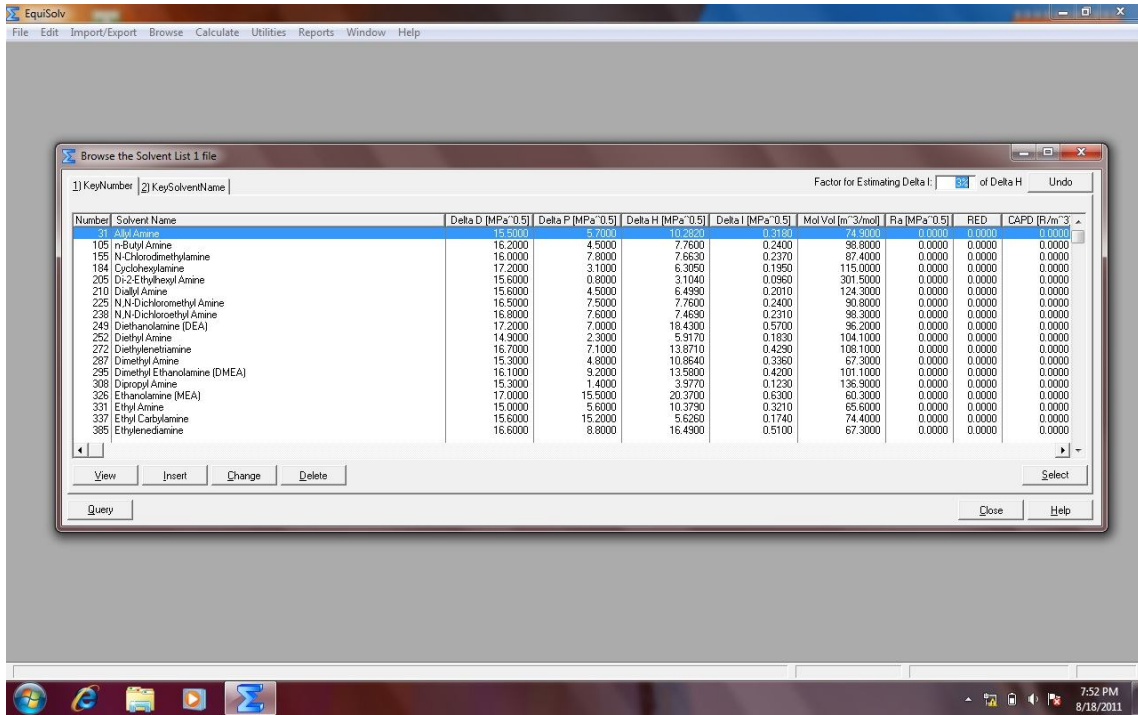 EquiSolv
File Edit Import/Export Browse Calculate Utilities Reports Window Help
Browse the Solvent List 1 file
1) KeyNumber 2) KeySolventName Factor for Estimating Delta I: 3% of Delta H Undo
Number Solvent Name Delta D [MPa^0.5] Delta P [MPa^0.5] Delta H [MPa^0.5] Delta I [MPa^0.5] Mol Vol [m^3/mol] Ra [MPa^0.5] RED CAPD [R/m^3
31 Allyl Amine 15.5000 5.7000 10.2820 0.3180 74.9000 0.0000 0.0000 0.0000
105 n-Butyl Amine 16.2000 4.5000 7.7600 0.2400 98.8000 0.0000 0.0000 0.0000
155 N-Chlorodimethylamine 16.0000 7.8000 7.6630 0.2370 87.4000 0.0000 0.0000 0.0000
184 Cyclohexylamine 17.2000 3.1000 6.3050 0.1950 115.0000 0.0000 0.0000 0.0000
205 Di-2-Ethylhexyl Amine 15.6000 0.8000 3.1040 0.0960 301.5000 0.0000 0.0000 0.0000
210 Diallyl Amine 15.6000 4.5000 6.4990 0.2010 124.3000 0.0000 0.0000 0.0000
225 N,N-Dichloromethyl Amine 16.5000 7.5000 7.7600 0.2400 90.8000 0.0000 0.0000 0.0000
238 N,N-Dichloroethyl Amine 16.8000 7.6000 7.4690 0.2310 98.3000 0.0000 0.0000 0.0000
249 Diethanolamine (DEA) 17.2000 7.0000 18.4300 0.5700 96.2000 0.0000 0.0000 0.0000
252 Diethyl Amine 14.9000 2.3000 5.9170 0.1830 104.1000 0.0000 0.0000 0.0000
272 Diethylenetriamine 16.7000 7.1000 13.8710 0.4290 108.1000 0.0000 0.0000 0.0000
287 Dimethyl Amine 15.3000 4.8000 10.8640 0.3360 67.3000 0.0000 0.0000 0.0000
295 Dimethyl Ethanolamine (DMEA) 16.1000 9.2000 13.5800 0.4200 101.1000 0.0000 0.0000 0.0000
308 Dipropyl Amine 15.3000 1.4000 3.9770 0.1230 136.9000 0.0000 0.0000 0.0000
326 Ethanolamine (MEA) 17.0000 15.5000 20.3700 0.6300 60.3000 0.0000 0.0000 0.0000
331 Ethyl Amine 15.0000 5.6000 10.3790 0.3210 65.6000 0.0000 0.0000 0.0000
337 Ethyl Carbylamine 15.6000 15.2000 5.6260 0.1740 74.4000 0.0000 0.0000 0.0000
385 Ethylenediamine 16.6000 8.8000 16.4900 0.5100 67.3000 0.0000 0.0000 0.0000
View Insert Change Delete Select
Query Close Help
7:52 PM
8/18/2011